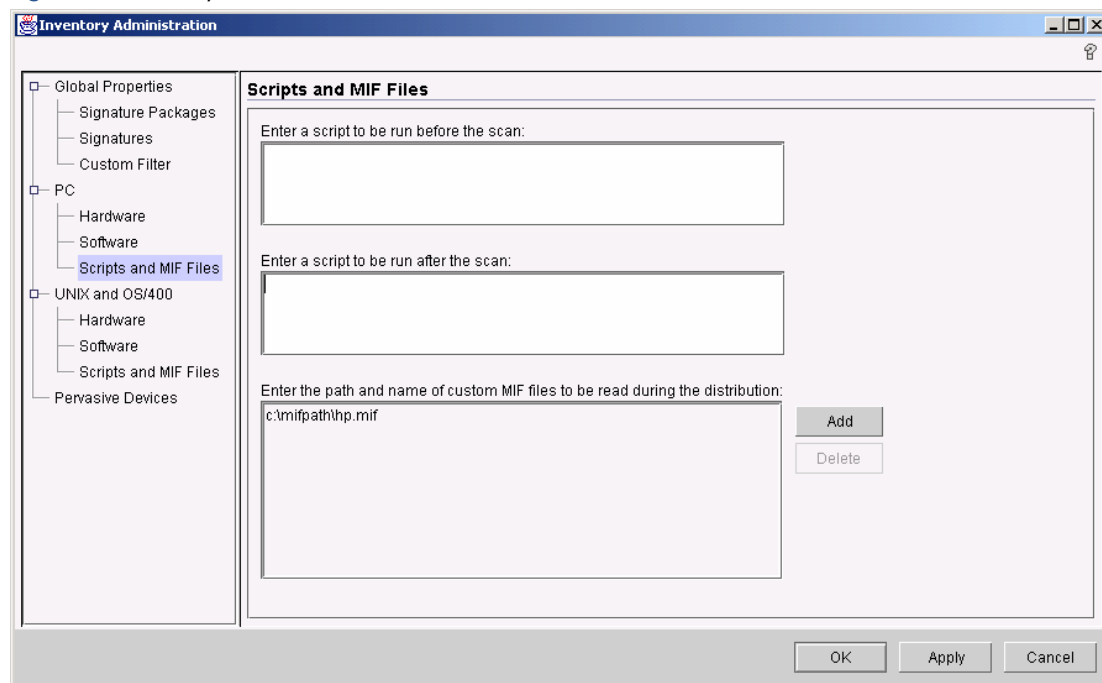 Inventory Administration
Global Properties
Signature Packages
Signatures
Custom Filter
PC
Hardware
Software
Scripts and MIF Files
UNIX and OS/400
Hardware
Software
Scripts and MIF Files
Pervasive Devices
Scripts and MIF Files
Enter a script to be run before the scan:
Enter a script to be run after the scan:
Enter the path and name of custom MIF files to be read during the distribution:
c:\mifpath\hp.mif
Add
Delete
OK
Apply
Cancel